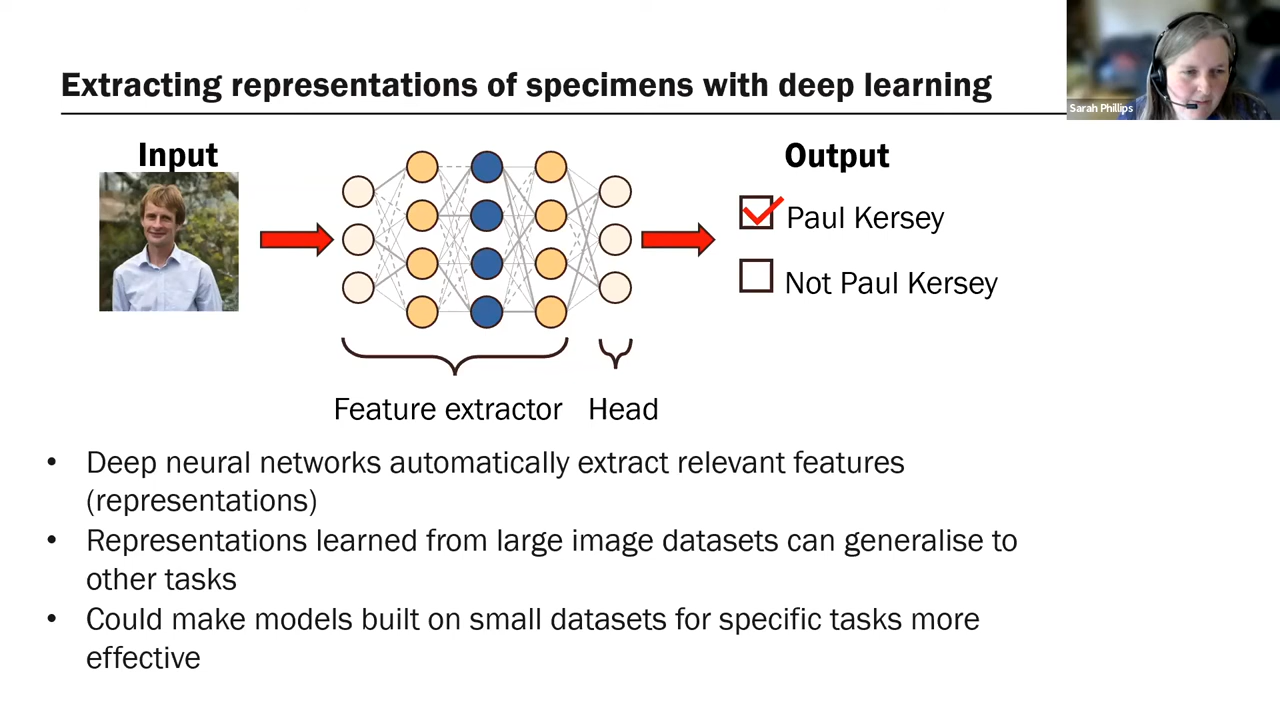 Extracting representations of specimens with deep learning
Sarah Phillips
Input
Output
Paul Kersey
Not Paul Kersey
Feature extractor
Head
• Deep neural networks automatically extract relevant features
(representations)
• Representations learned from large image datasets can generalise to
other tasks
• Could make models built on small datasets for specific tasks more
effective